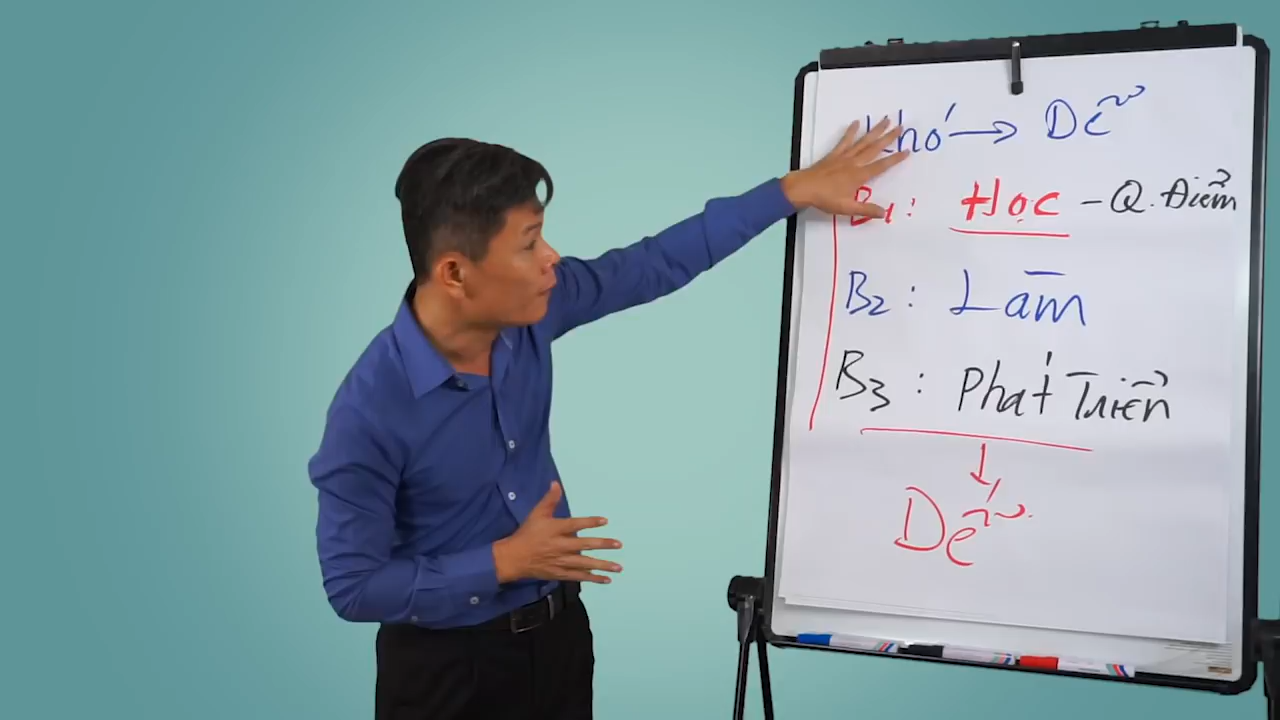 Khó → Dễ
B1: Học - Q. Điểm
B2: Làm
B3: Phát Triển
↓
Dễ